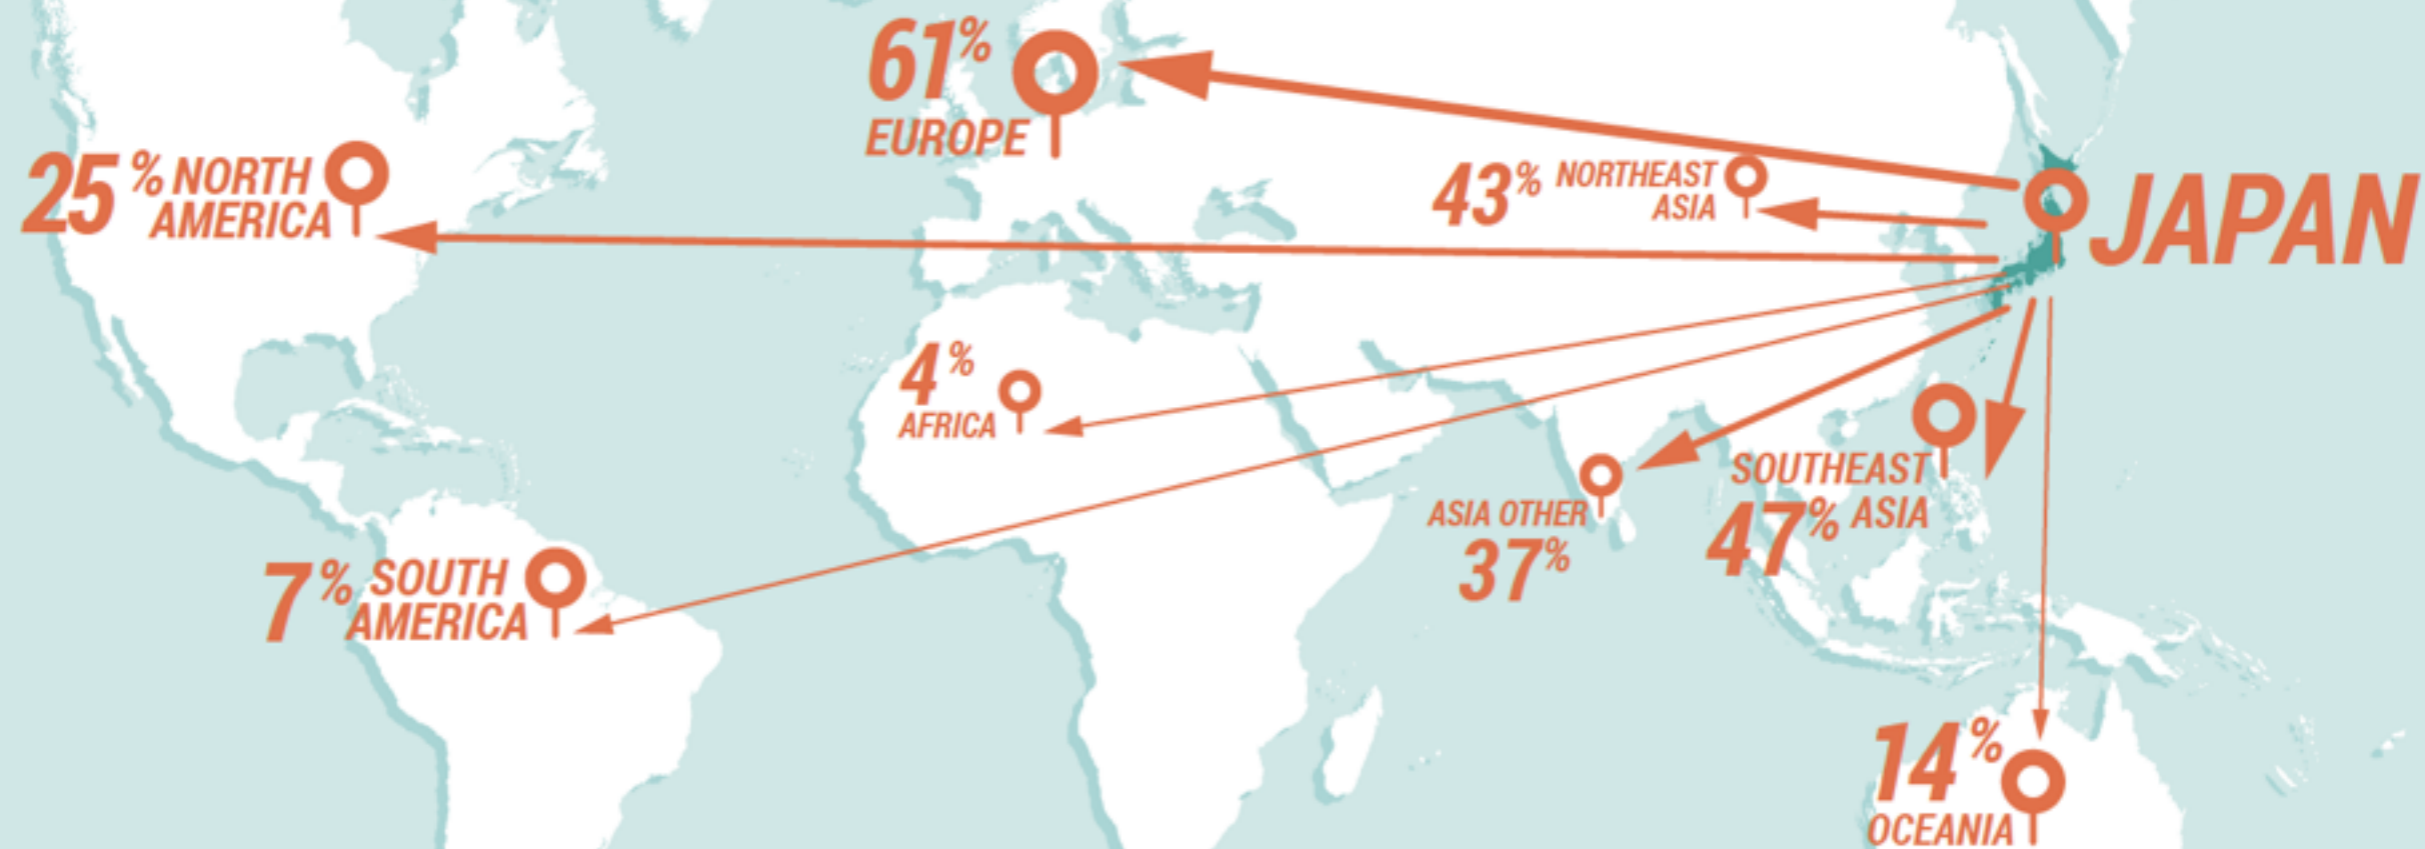 61%
EUROPE
25% NORTH
AMERICA
43% NORTHEAST
ASIA
JAPAN
4%
AFRICA
SOUTHEAST
47% ASIA
ASIA OTHER
37%
7% SOUTH
AMERICA
14%
OCEANIA